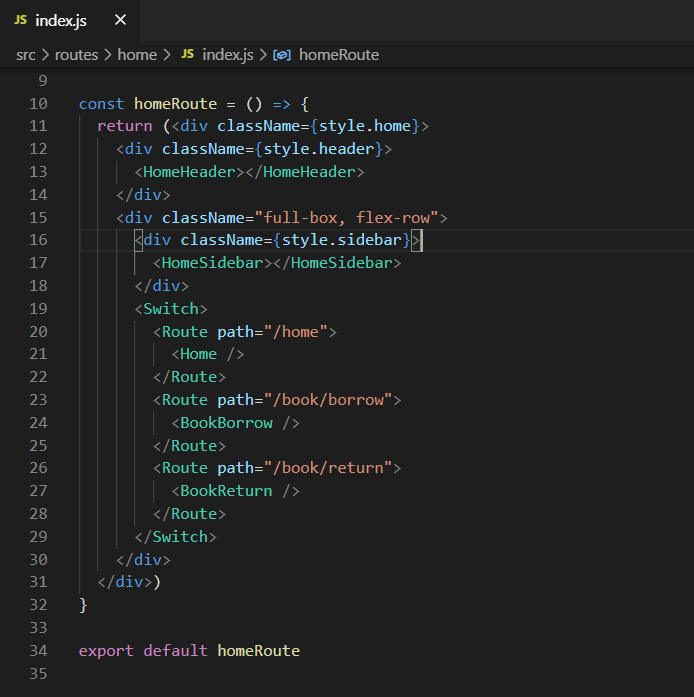 JS index.js ×
src > routes > home > JS index.js > homeRoute
9
10 const homeRoute = () => {
11   return (<div className={style.home}>
12     <div className={style.header}>
13       <HomeHeader></HomeHeader>
14     </div>
15     <div className="full-box, flex-row">
16       <div className={style.sidebar}>
17         <HomeSidebar></HomeSidebar>
18       </div>
19       <Switch>
20         <Route path="/home">
21           <Home />
22         </Route>
23         <Route path="/book/borrow">
24           <BookBorrow />
25         </Route>
26         <Route path="/book/return">
27           <BookReturn />
28         </Route>
29       </Switch>
30     </div>
31   </div>)
32 }
33
34 export default homeRoute
35